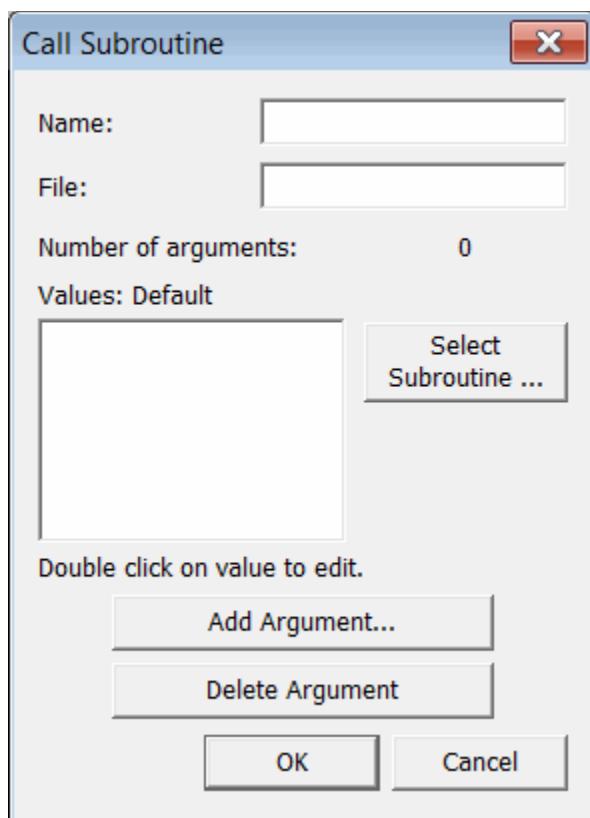 Call Subroutine
Name:
File:
Number of arguments: 0
Values: Default
Select
Subroutine ...
Double click on value to edit.
Add Argument...
Delete Argument
OK Cancel